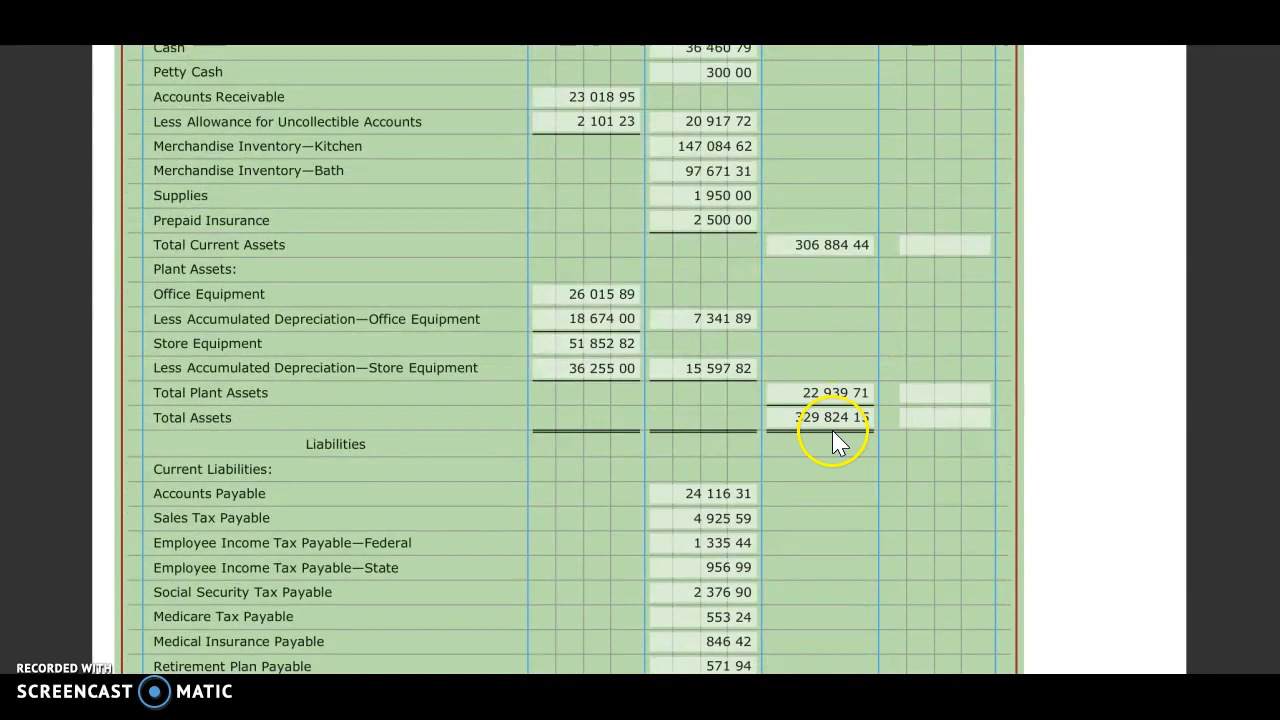 Cash 36 460 79
Petty Cash 300 00
Accounts Receivable 23 018 95
Less Allowance for Uncollectible Accounts 2 101 23 20 917 72
Merchandise Inventory—Kitchen 147 084 62
Merchandise Inventory—Bath 97 671 31
Supplies 1 950 00
Prepaid Insurance 2 500 00
Total Current Assets 306 884 44
Plant Assets:
Office Equipment 26 015 89
Less Accumulated Depreciation—Office Equipment 18 674 00 7 341 89
Store Equipment 51 852 82
Less Accumulated Depreciation—Store Equipment 36 255 00 15 597 82
Total Plant Assets 22 939 71
Total Assets 329 824 15
Liabilities
Current Liabilities:
Accounts Payable 24 116 31
Sales Tax Payable 4 925 59
Employee Income Tax Payable—Federal 1 335 44
Employee Income Tax Payable—State 956 99
Social Security Tax Payable 2 376 90
Medicare Tax Payable 553 24
Medical Insurance Payable 846 42
Retirement Plan Payable 571 94
RECORDED WITH
SCREENCAST MATIC